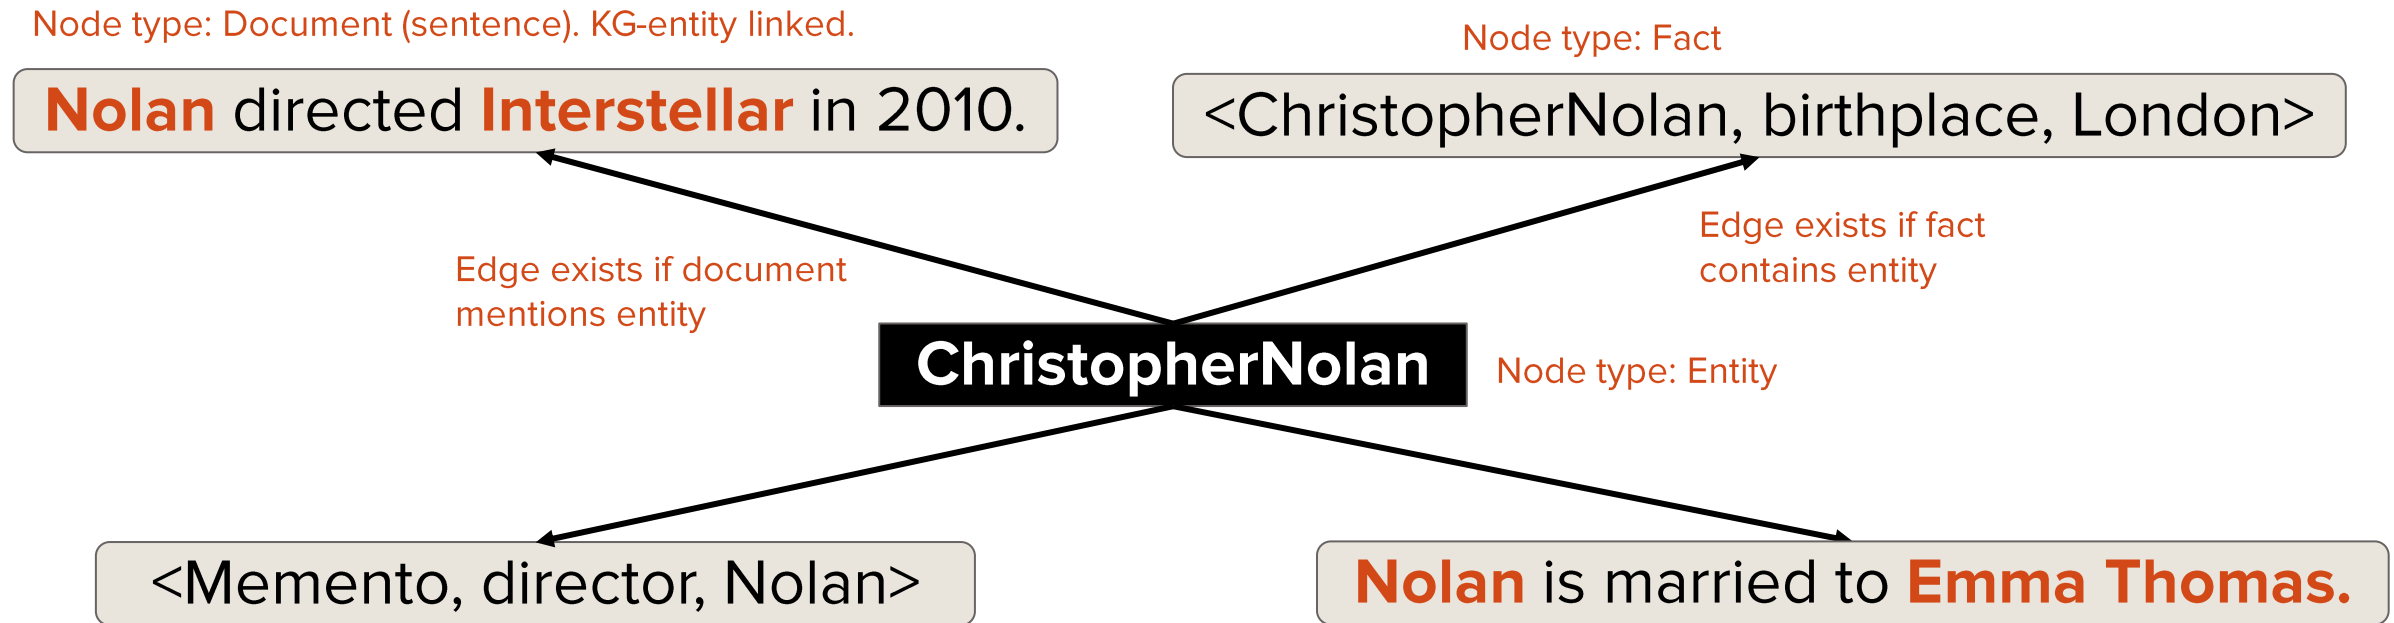 Node type: Document (sentence). KG-entity linked.
Node type: Fact
Nolan directed Interstellar in 2010.
<ChristopherNolan, birthplace, London>
Edge exists if document
mentions entity
Edge exists if fact
contains entity
ChristopherNolan
Node type: Entity
<Memento, director, Nolan>
Nolan is married to Emma Thomas.